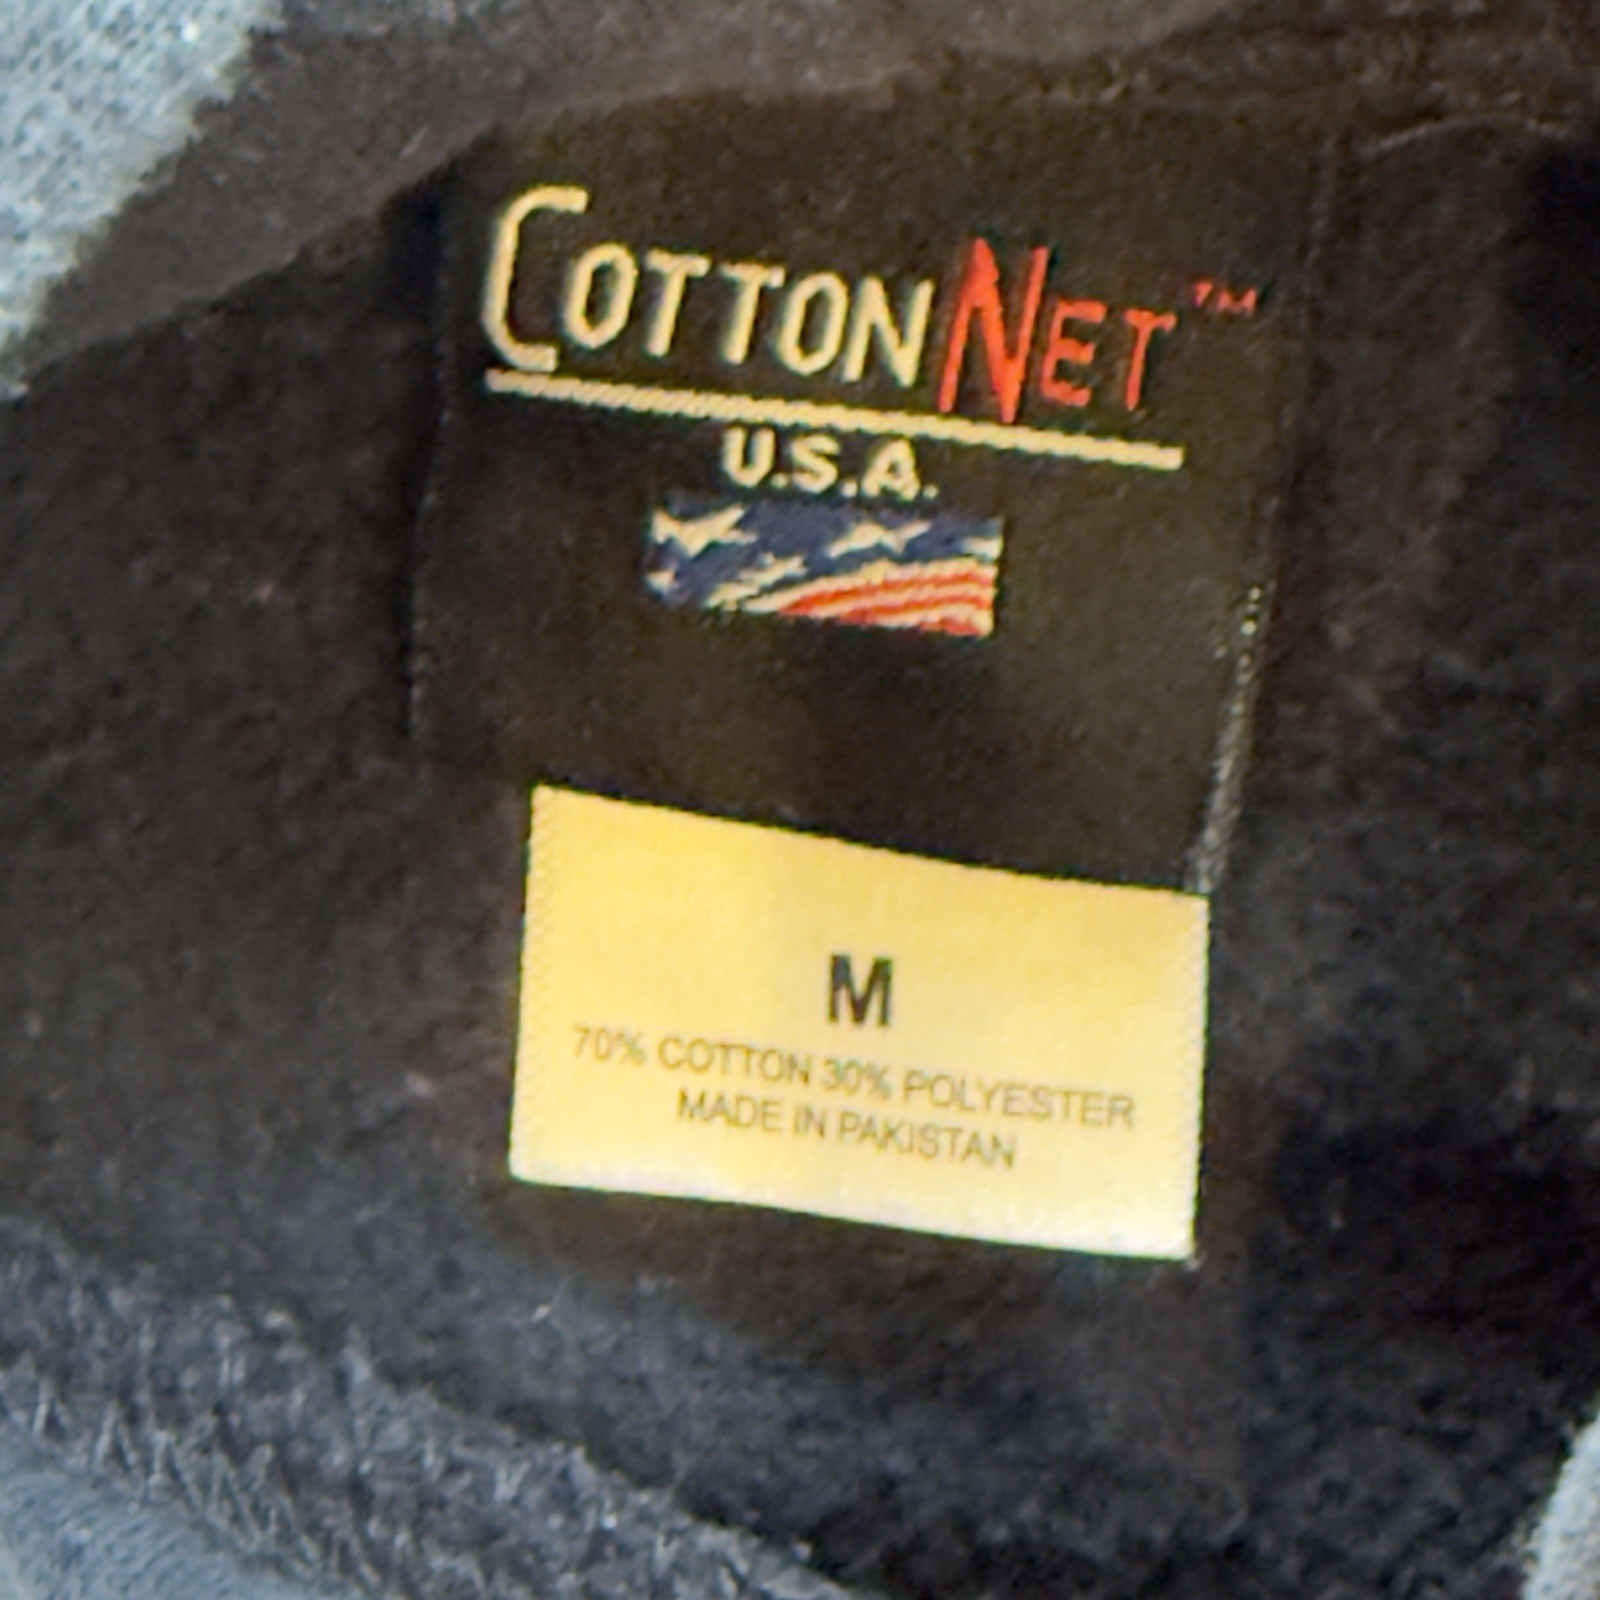 COTTONNET™
U.S.A.
M
70% COTTON 30% POLYESTER
MADE IN PAKISTAN